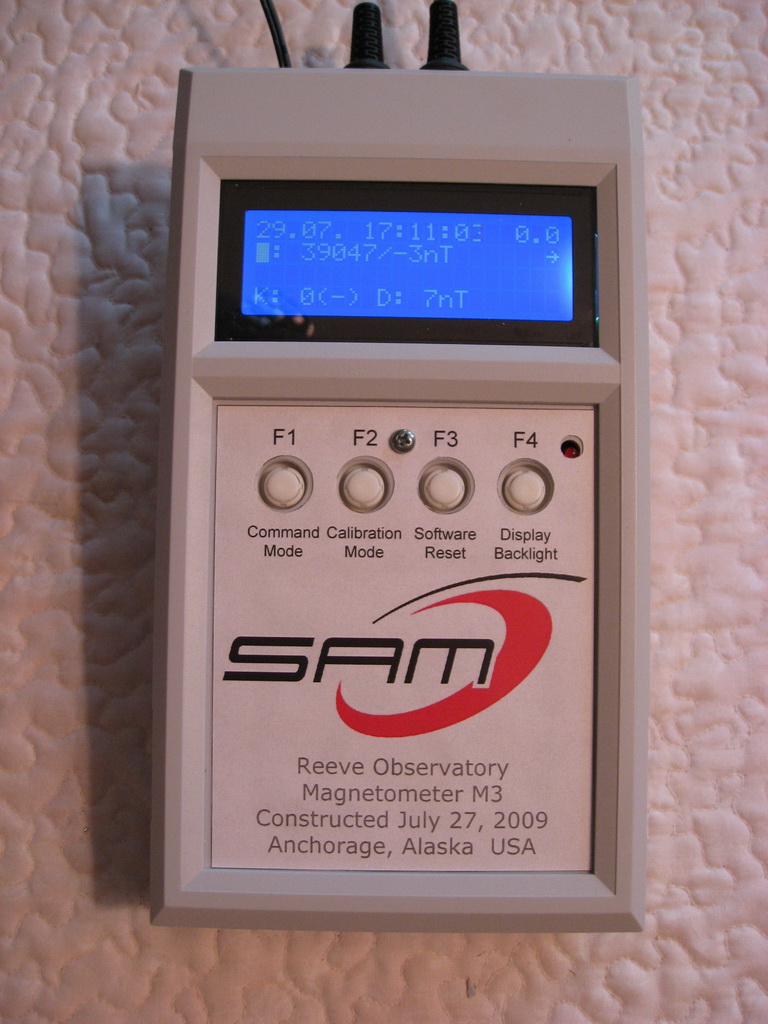 29.07. 17:11:03 0.0
█: 39047/-3nT →
K: 0(-) D: 7nT
F1 F2 F3 F4
Command Mode
Calibration Mode
Software Reset
Display Backlight
SAM
Reeve Observatory
Magnetometer M3
Constructed July 27, 2009
Anchorage, Alaska USA